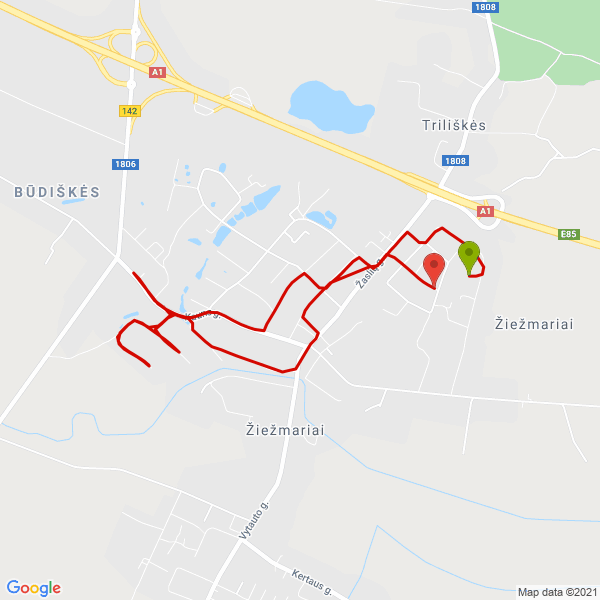 1808
A1
142
Triliškės
1806
1808
BŪDIŠKĖS
A1
E85
Žaslių g.
Kauno g.
Žiežmariai
Žiežmariai
Vytauto g.
Kertaus g.
Google
Map data ©2021